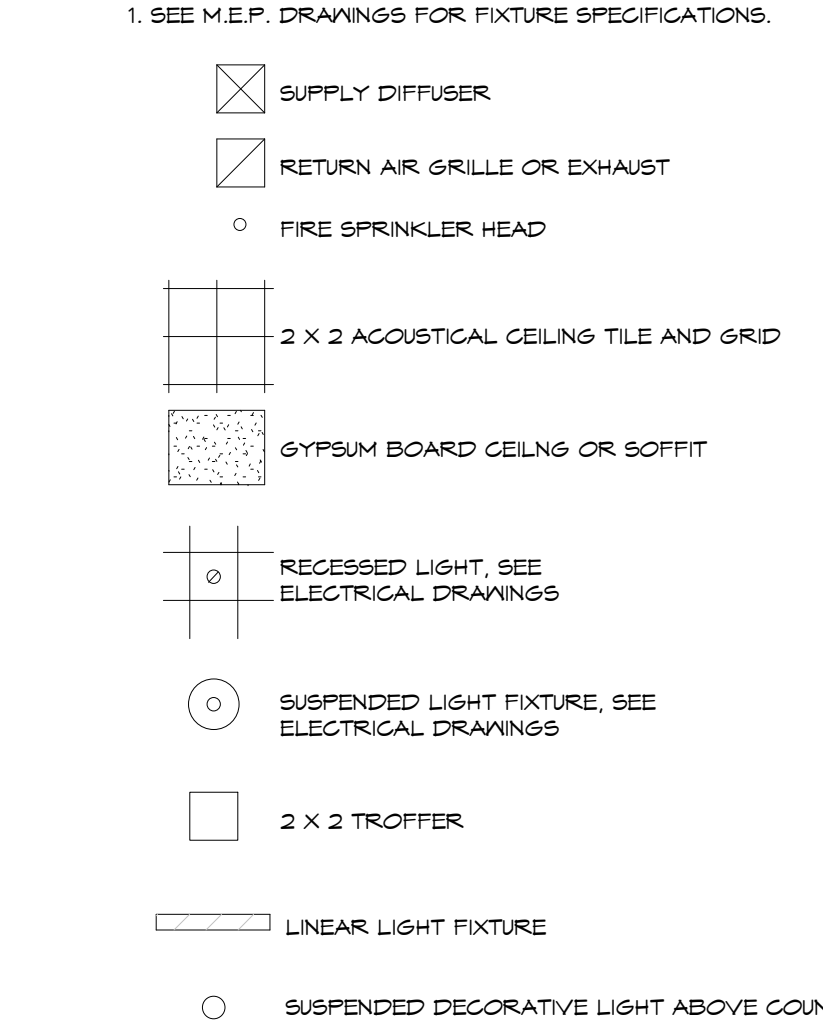 1. SEE M.E.P. DRAWINGS FOR FIXTURE SPECIFICATIONS.
SUPPLY DIFFUSER
RETURN AIR GRILLE OR EXHAUST
FIRE SPRINKLER HEAD
2 X 2 ACOUSTICAL CEILING TILE AND GRID
GYPSUM BOARD CEILNG OR SOFFIT
RECESSED LIGHT, SEE
ELECTRICAL DRAWINGS
SUSPENDED LIGHT FIXTURE, SEE
ELECTRICAL DRAWINGS
2 X 2 TROFFER
LINEAR LIGHT FIXTURE
SUSPENDED DECORATIVE LIGHT ABOVE